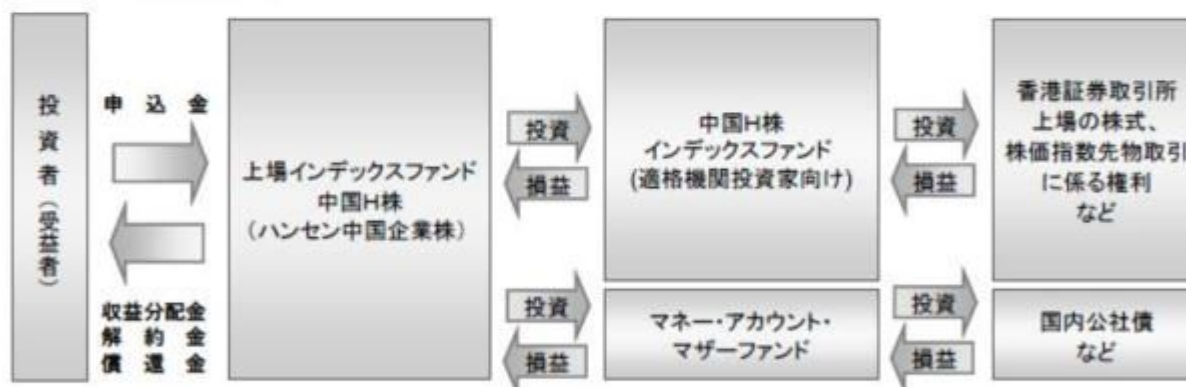 投資者（受益者）
申込金
収益分配金
解約金
償還金
上場インデックスファンド
中国H株
（ハンセン中国企業株）
投資
損益
投資
損益
中国H株
インデックスファンド
(適格機関投資家向け)
マネー・アカウント・
マザーファンド
投資
損益
投資
損益
香港証券取引所
上場の株式、
株価指数先物取引
に係る権利
など
国内公社債
など